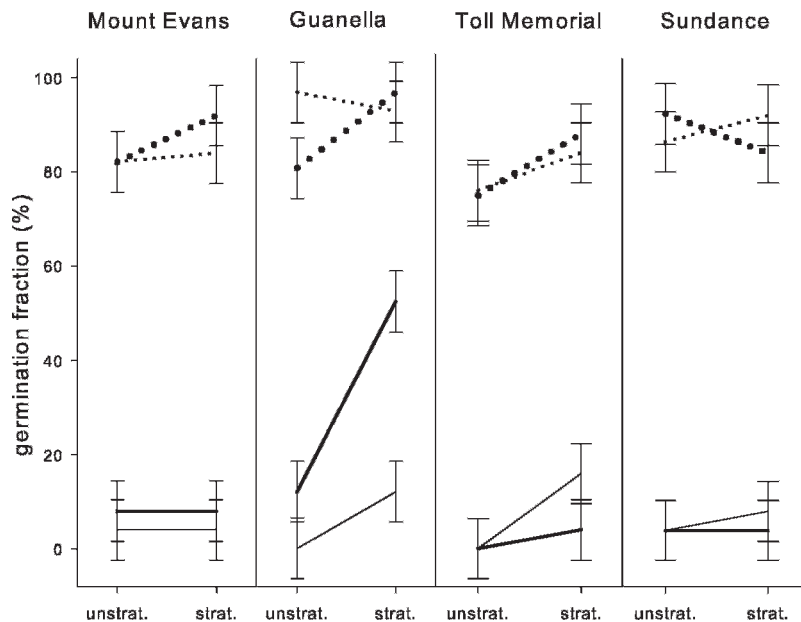 Mount Evans Guanella Toll Memorial Sundance
germination fraction (%)
100
80
60
40
20
0
unstrat. strat. unstrat. strat. unstrat. strat. unstrat. strat.